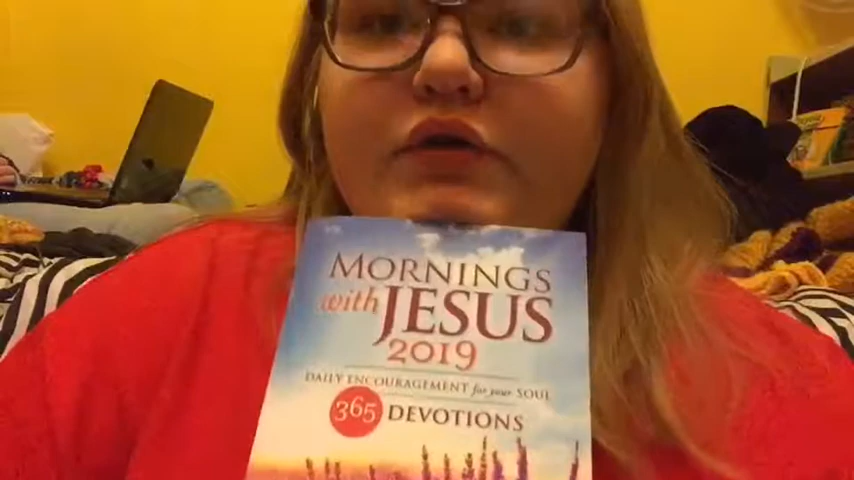 MORNINGS
with JESUS
2019
DAILY ENCOURAGEMENT for your SOUL
365 DEVOTIONS